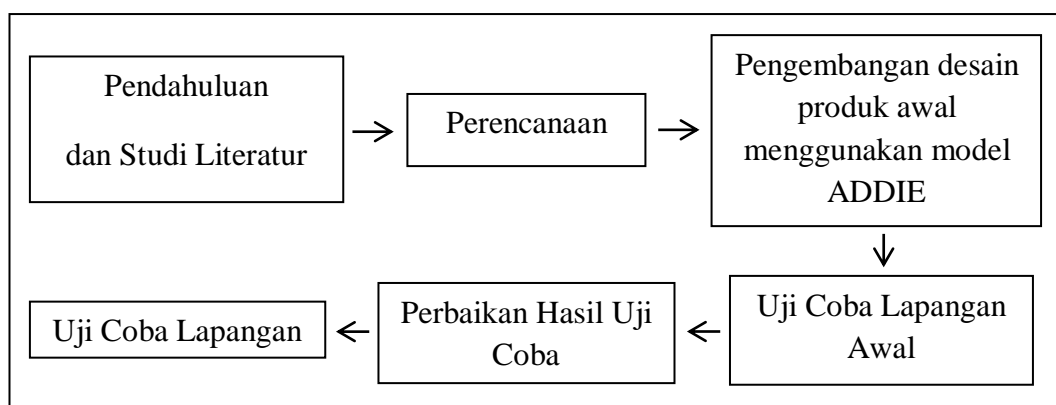 Pendahuluan
dan Studi Literatur
Perencanaan
Pengembangan desain
produk awal
menggunakan model
ADDIE
Uji Coba Lapangan
Awal
Perbaikan Hasil Uji
Coba
Uji Coba Lapangan